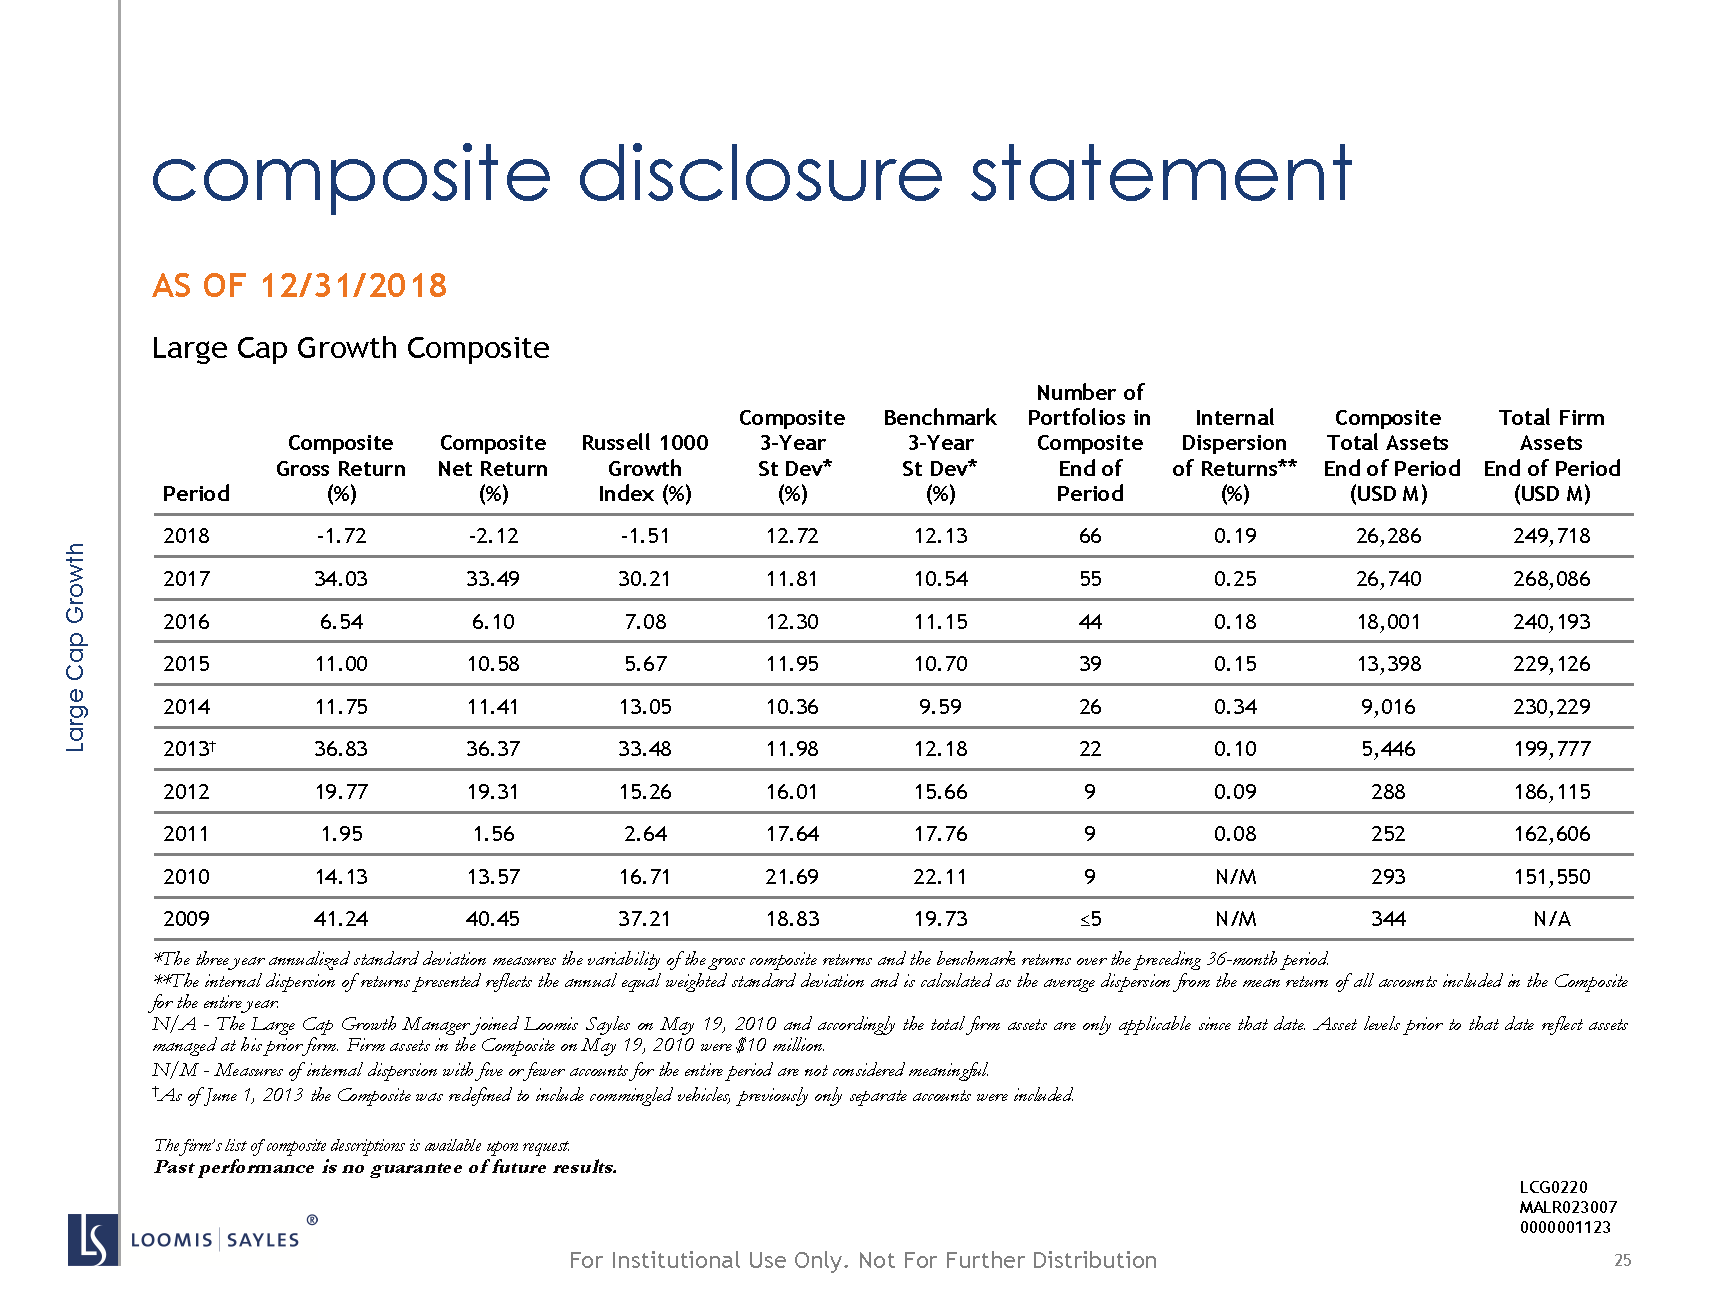 composite disclosure statement
AS OF 12/31/2018
Large Cap Growth Composite
Period Composite Gross Return (%) Composite Net Return (%) Russell 1000 Growth Index (%) Composite 3-Year St Dev* (%) Benchmark 3-Year St Dev* (%) Number of Portfolios in Composite End of Period Internal Dispersion of Returns** (%) Composite Total Assets End of Period (USD M) Total Firm Assets End of Period (USD M)
2018 -1.72 -2.12 -1.51 12.72 12.13 66 0.19 26,286 249,718
2017 34.03 33.49 30.21 11.81 10.54 55 0.25 26,740 268,086
2016 6.54 6.10 7.08 12.30 11.15 44 0.18 18,001 240,193
2015 11.00 10.58 5.67 11.95 10.70 39 0.15 13,398 229,126
2014 11.75 11.41 13.05 10.36 9.59 26 0.34 9,016 230,229
2013† 36.83 36.37 33.48 11.98 12.18 22 0.10 5,446 199,777
2012 19.77 19.31 15.26 16.01 15.66 9 0.09 288 186,115
2011 1.95 1.56 2.64 17.64 17.76 9 0.08 252 162,606
2010 14.13 13.57 16.71 21.69 22.11 9 N/M 293 151,550
2009 41.24 40.45 37.21 18.83 19.73 ≤5 N/M 344 N/A
*The three year annualized standard deviation measures the variability of the gross composite returns and the benchmark returns over the preceding 36-month period.
**The internal dispersion of returns presented reflects the annual equal weighted standard deviation and is calculated as the average dispersion from the mean return of all accounts included in the Composite
for the entire year.
N/A - The Large Cap Growth Manager joined Loomis Sayles on May 19, 2010 and accordingly the total firm assets are only applicable since that date. Asset levels prior to that date reflect assets
managed at his prior firm. Firm assets in the Composite on May 19, 2010 were $10 million.
N/M - Measures of internal dispersion with five or fewer accounts for the entire period are not considered meaningful.
†As of June 1, 2013 the Composite was redefined to include commingled vehicles, previously only separate accounts were included.
The firm's list of composite descriptions is available upon request.
Past performance is no guarantee of future results.
Large Cap Growth
LCG0220
MALR023007
0000001123
LS LOOMIS | SAYLES ®
For Institutional Use Only. Not For Further Distribution
25